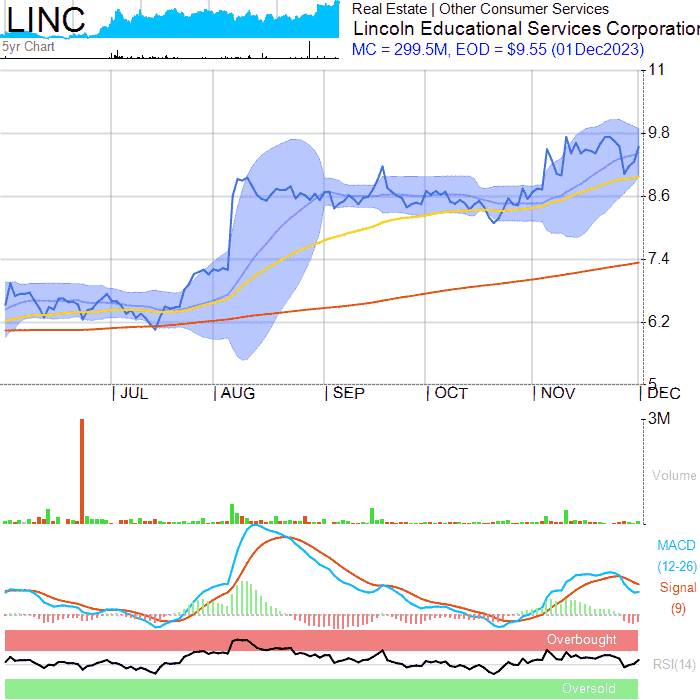 LINC
5yr Chart
Real Estate | Other Consumer Services
Lincoln Educational Services Corporation
MC = 299.5M, EOD = $9.55 (01Dec2023)
11
9.8
8.6
7.4
6.2
5
JUL AUG SEP OCT NOV DEC
3M
Volume
MACD
(12-26)
Signal
(9)
Overbought
RSI(14)
Oversold